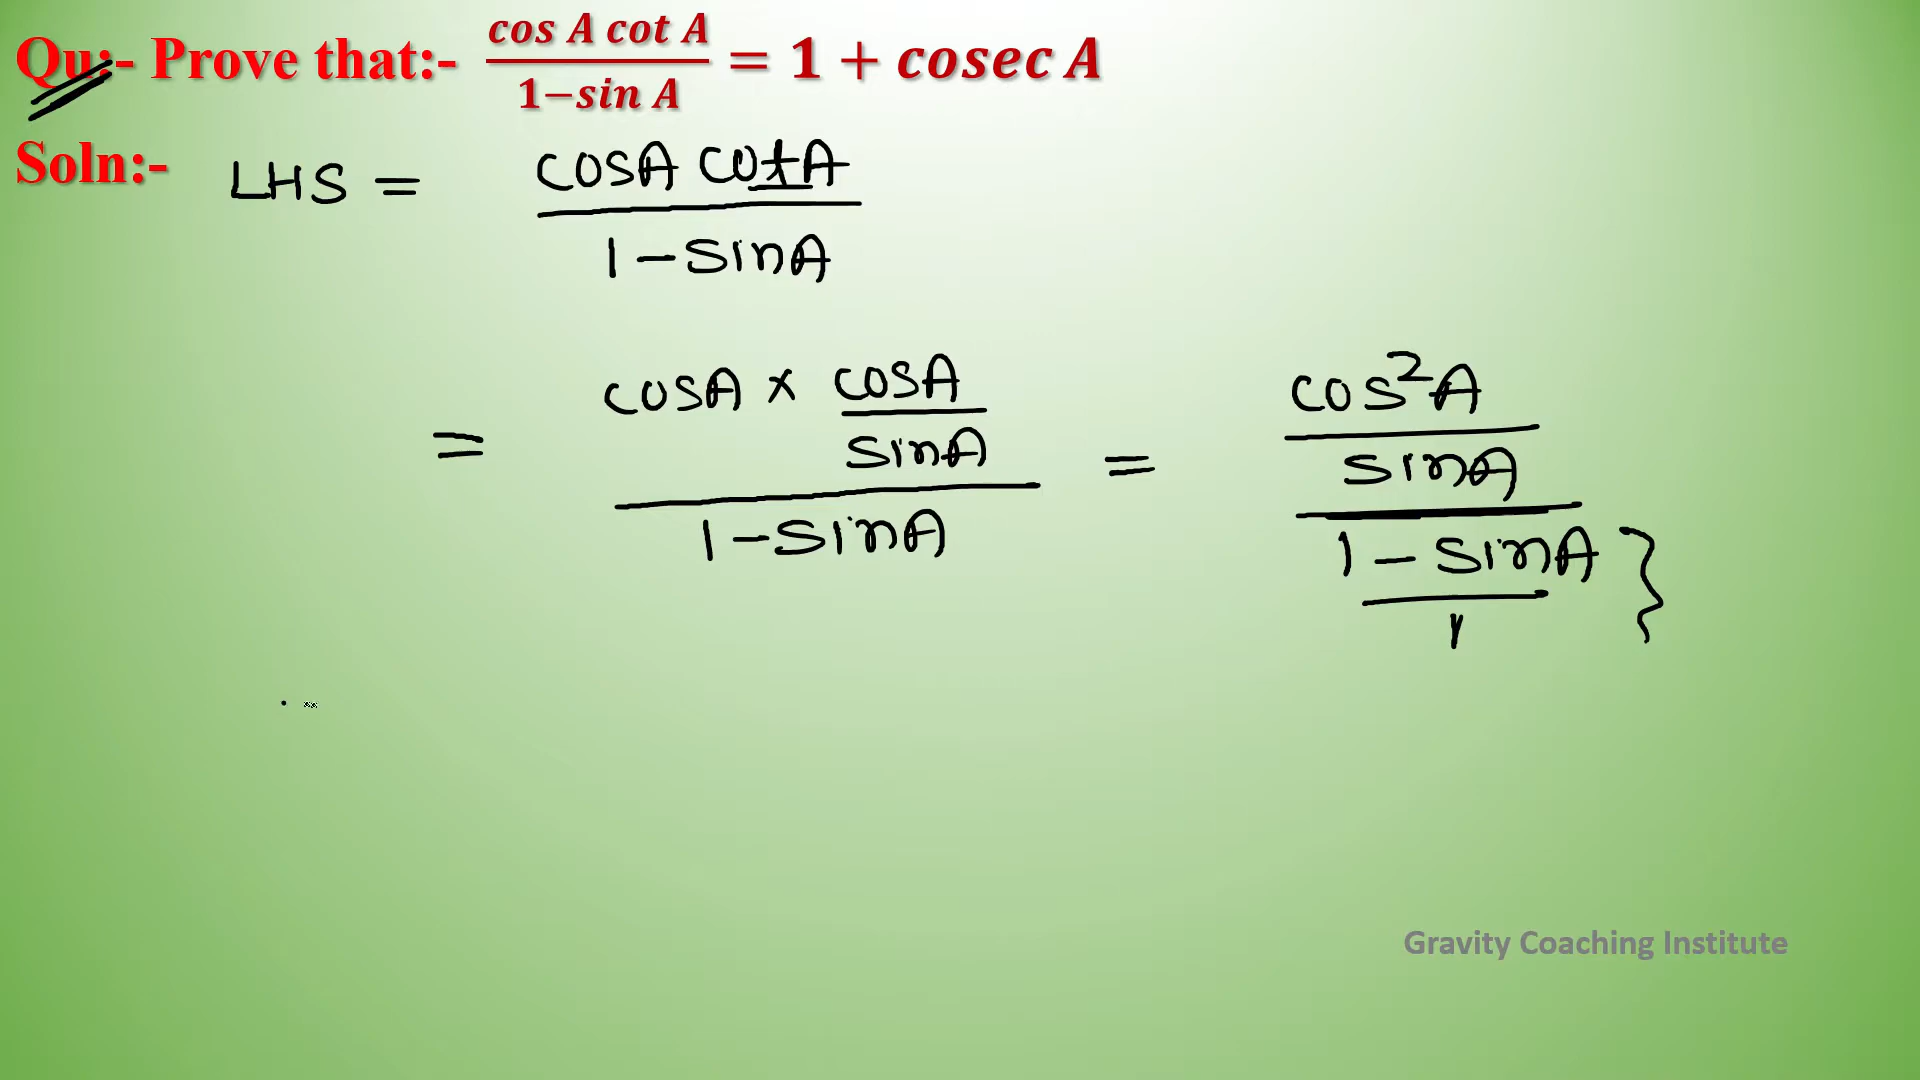 Qu:- Prove that:- cos A cot A / 1−sin A = 1 + cosec A
Soln:- LHS = cosA cotA / 1 − sinA
= cosA × cosA / sinA / 1 − sinA = cos²A / sinA / 1 − sinA / 1 }
Gravity Coaching Institute